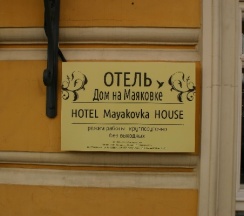 ОТЕЛЬ
Дом на Маяковке
HOTEL Mayakovka HOUSE
режим работы круглосуточно
без выходных